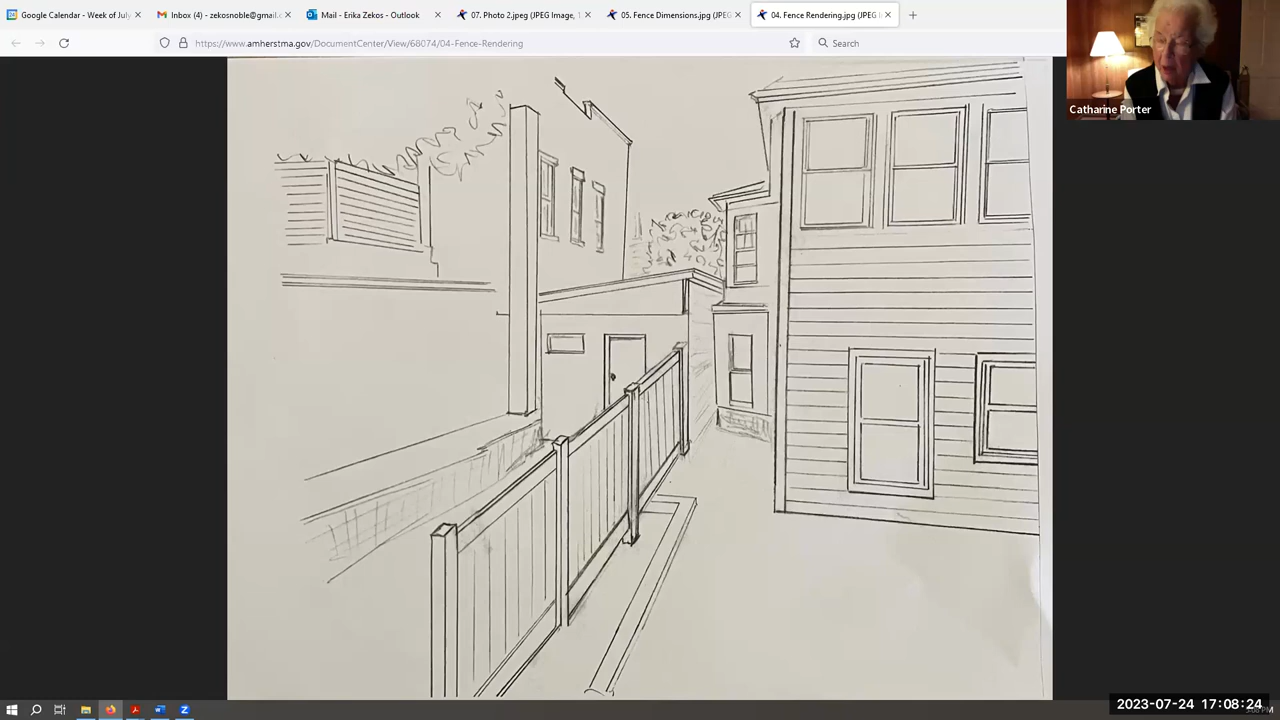 Google Calendar - Week of July
Inbox (4) - zekosnoble@gmail.c
Mail - Erika Zekos - Outlook
07. Photo 2.jpeg (JPEG Image, 1
05. Fence Dimensions.jpg (JPEG
04. Fence Rendering.jpg (JPEG I
https://www.amherstma.gov/DocumentCenter/View/68074/04-Fence-Rendering
Search
Catharine Porter
2023-07-24 17:08:24